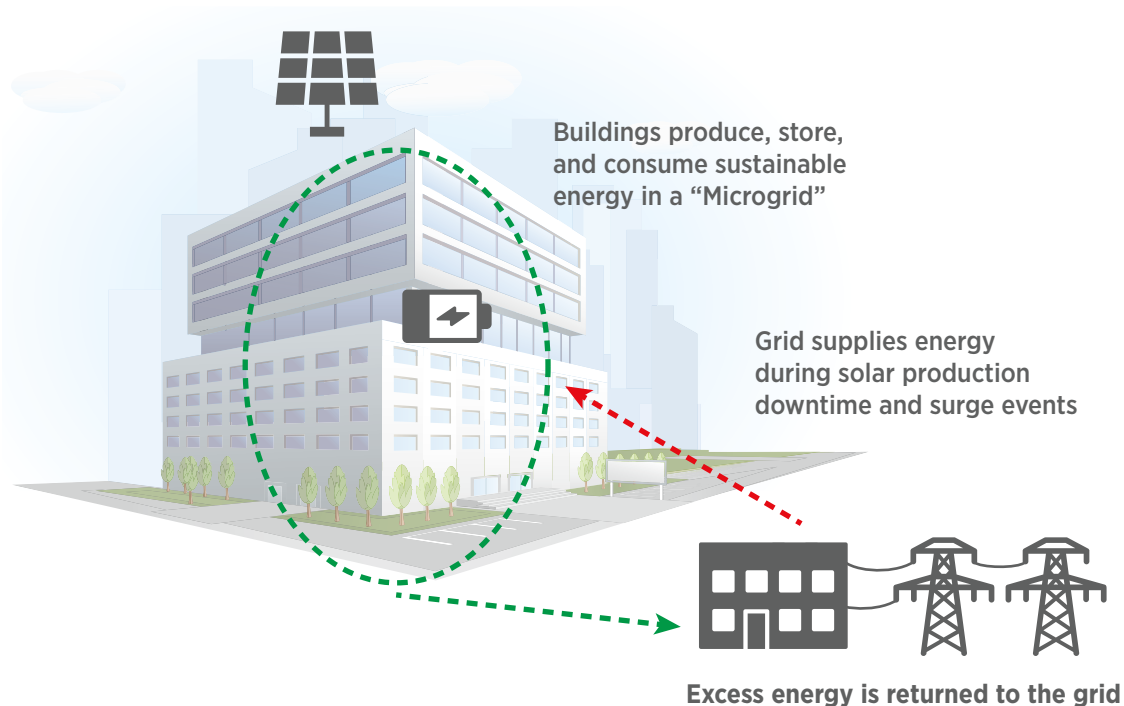 Buildings produce, store,
and consume sustainable
energy in a “Microgrid”
Grid supplies energy
during solar production
downtime and surge events
Excess energy is returned to the grid